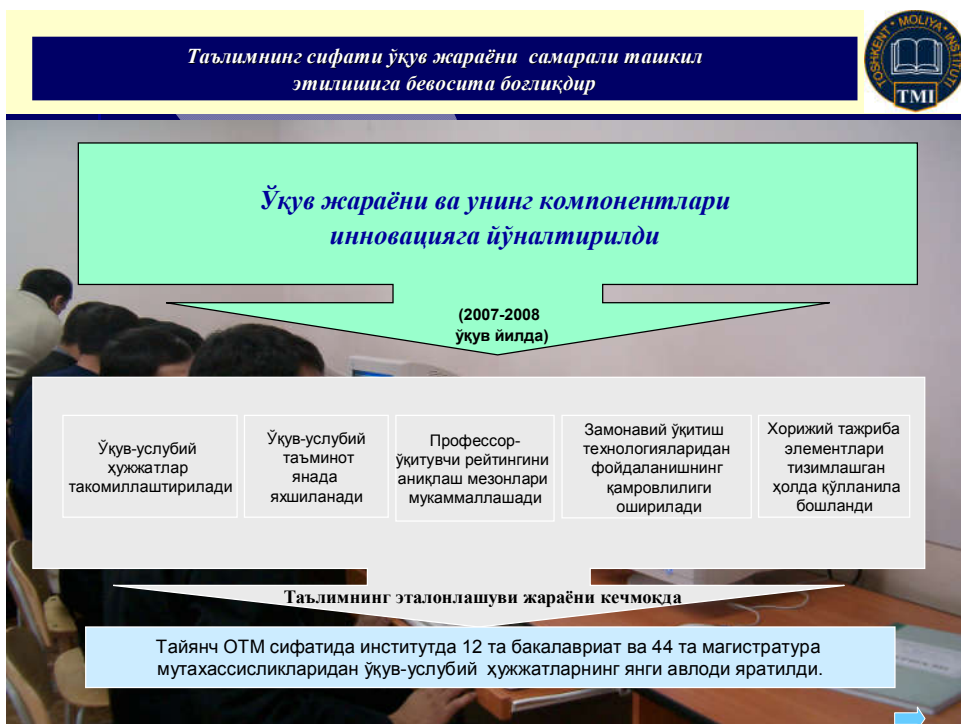 Таълимнинг сифати ўқув жараёни самарали ташкил
этилишига бевосита боғлиқдир
TOSHKENT * MOLIYA * INSTITUTI
TMI
Ўқув жараёни ва унинг компонентлари
инновацияга йўналтирилди
(2007-2008
ўқув йилда)
Ўқув-услубий
ҳужжатлар
такомиллаштирилади
Ўқув-услубий
таъминот
янада
яхшиланади
Профессор-
ўқитувчи рейтингини
аниқлаш мезонлари
мукаммаллашади
Замонавий ўқитиш
технологияларидан
фойдаланишнинг
қамровлилиги
оширилади
Хорижий тажриба
элементлари
тизимлашган
ҳолда қўлланила
бошланди
Таълимнинг эталонлашуви жараёни кечмоқда
Таянч ОТМ сифатида институтда 12 та бакалавриат ва 44 та магистратура
мутахассисликларидан ўқув-услубий ҳужжатларнинг янги авлоди яратилди.